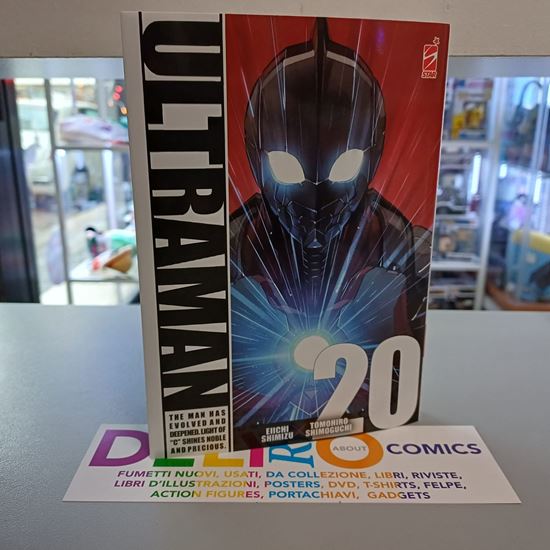 ULTRAMAN
STAR
THE MAN HAS
EVOLVED AND
DEEPENED. LIGHT OF
"C" SHINES NOBLE
AND PRECIOUS.
EIICHI
SHIMIZU
TOMOHIRO
SHIMOGUCHI
20
ABOUT
COMICS
FUMETTI NUOVI, USATI, DA COLLEZIONE, LIBRI, RIVISTE,
LIBRI D'ILLUSTRAZIONI, POSTERS, DVD, T-SHIRTS, FELPE,
ACTION FIGURES, PORTACHIAVI, GADGETS